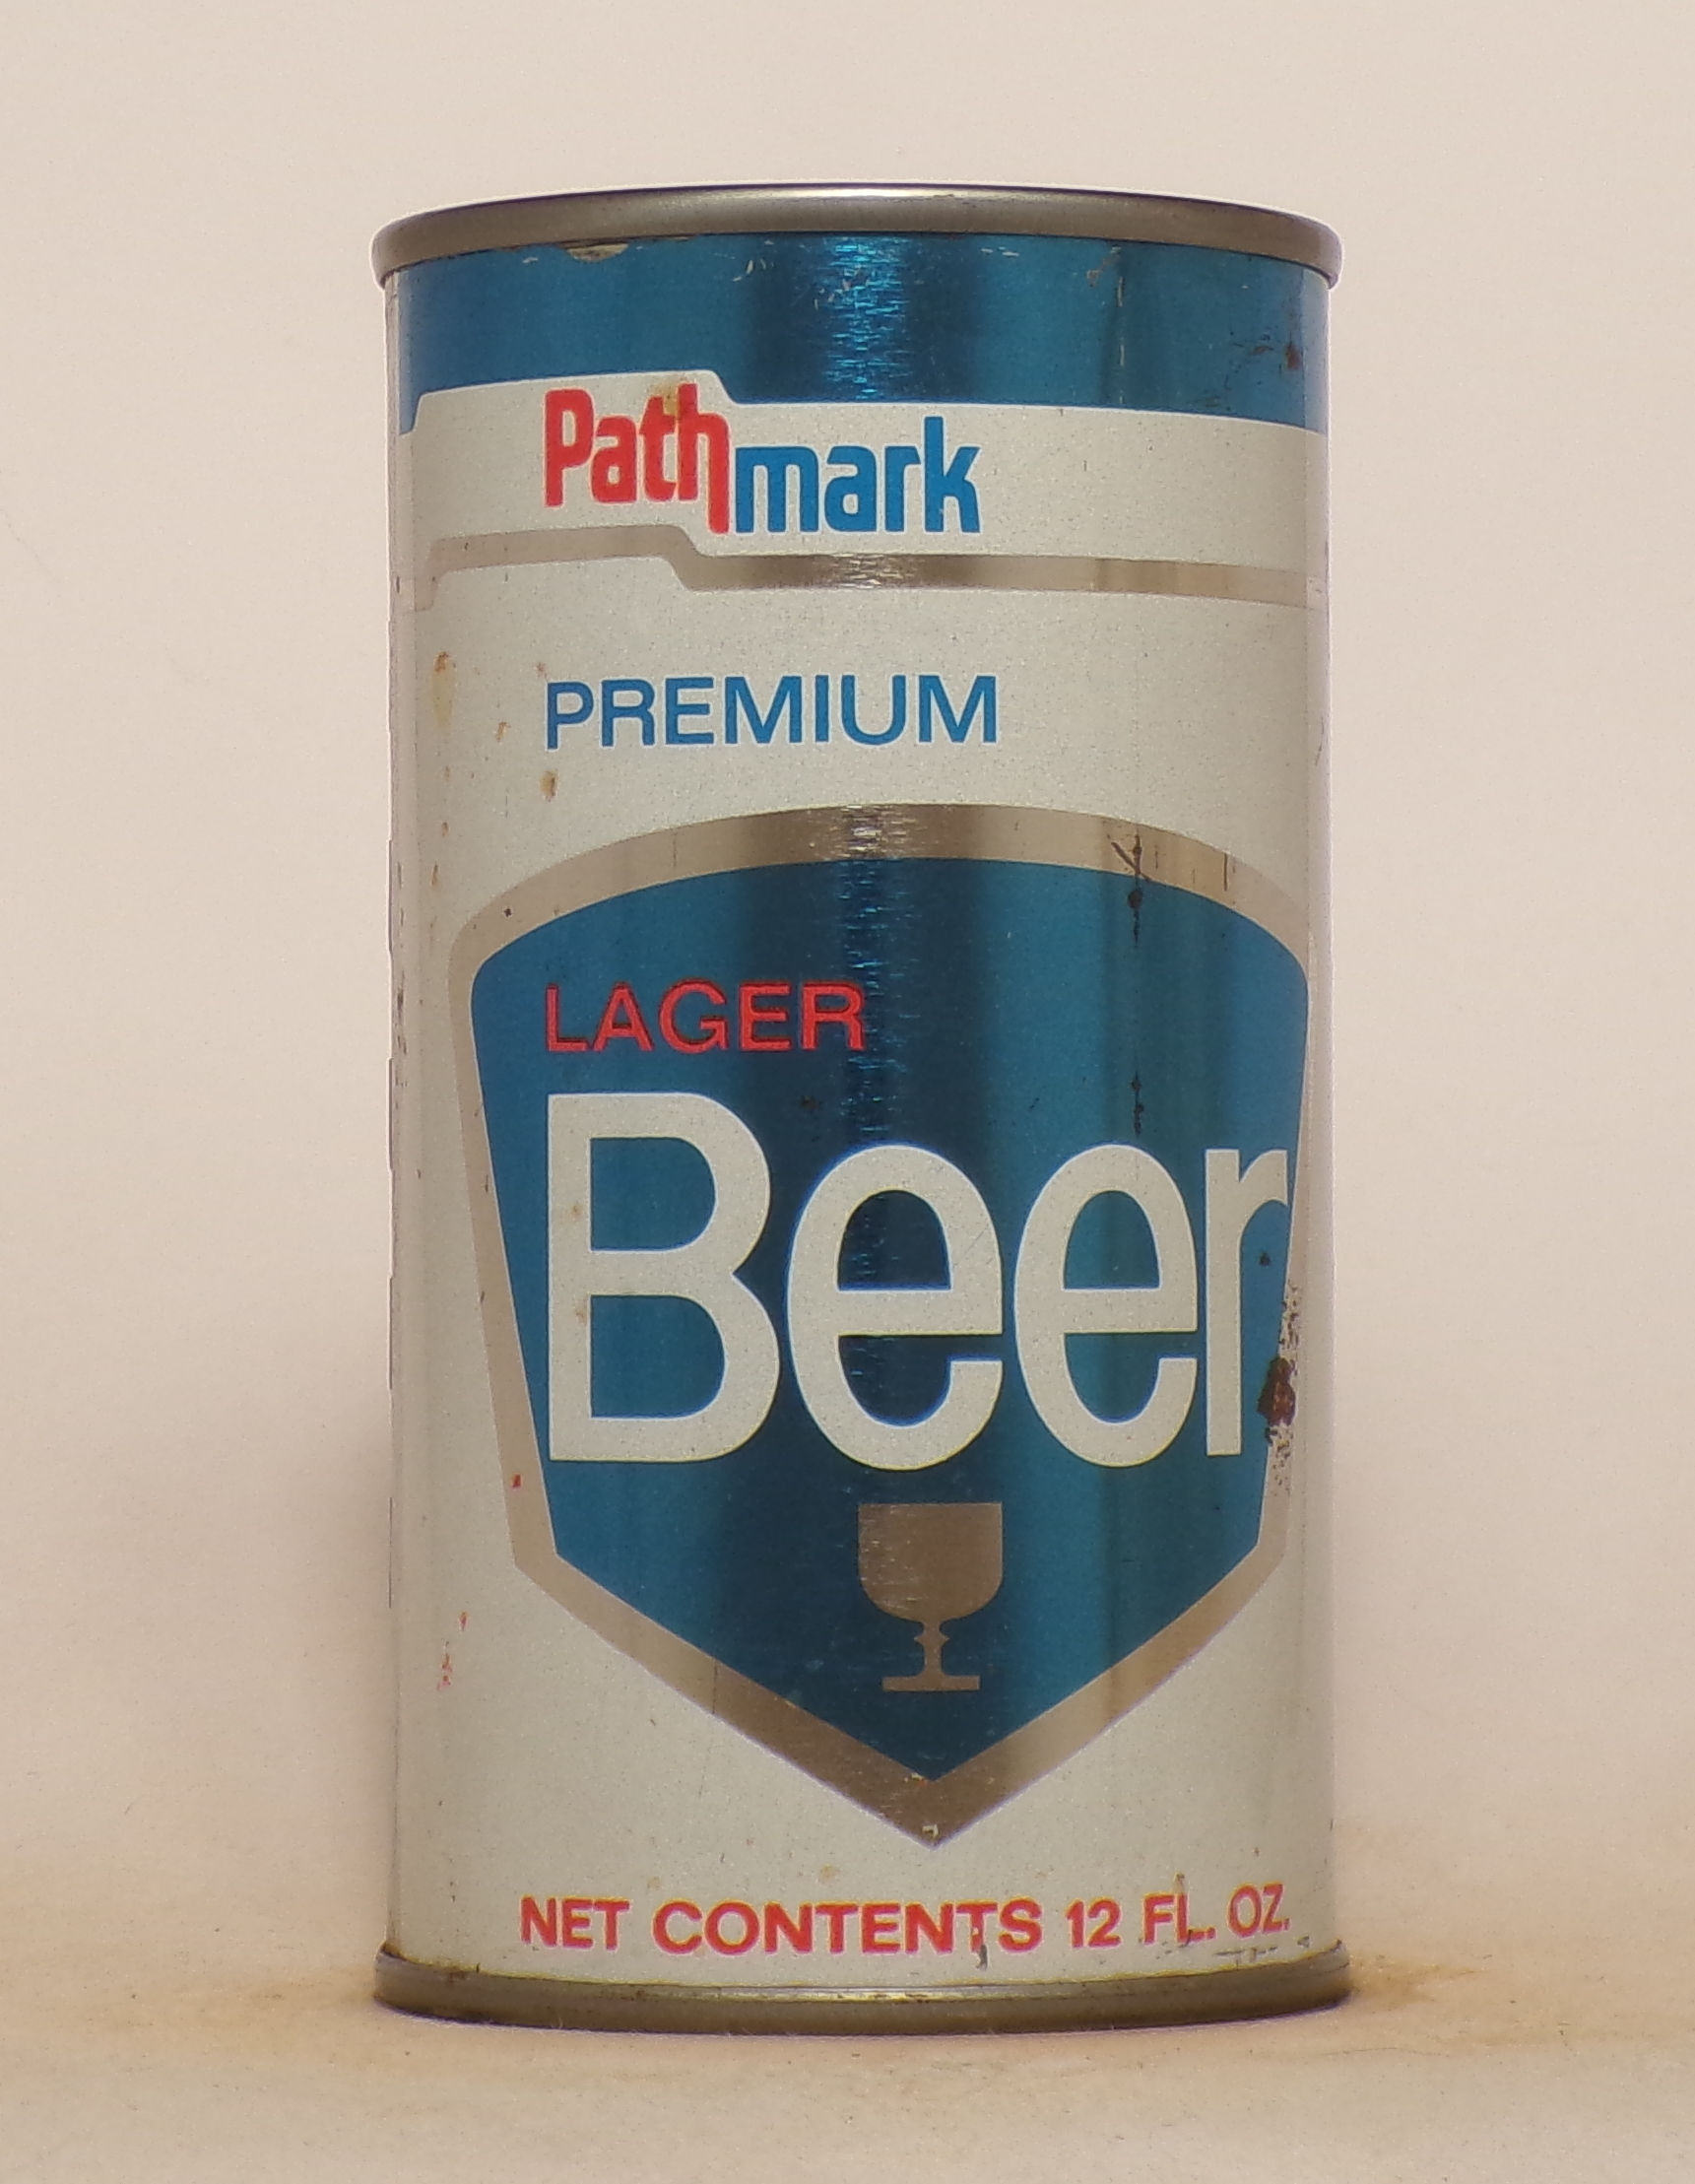 Pathmark
PREMIUM
LAGER
Beer
NET CONTENTS 12 FL. OZ.